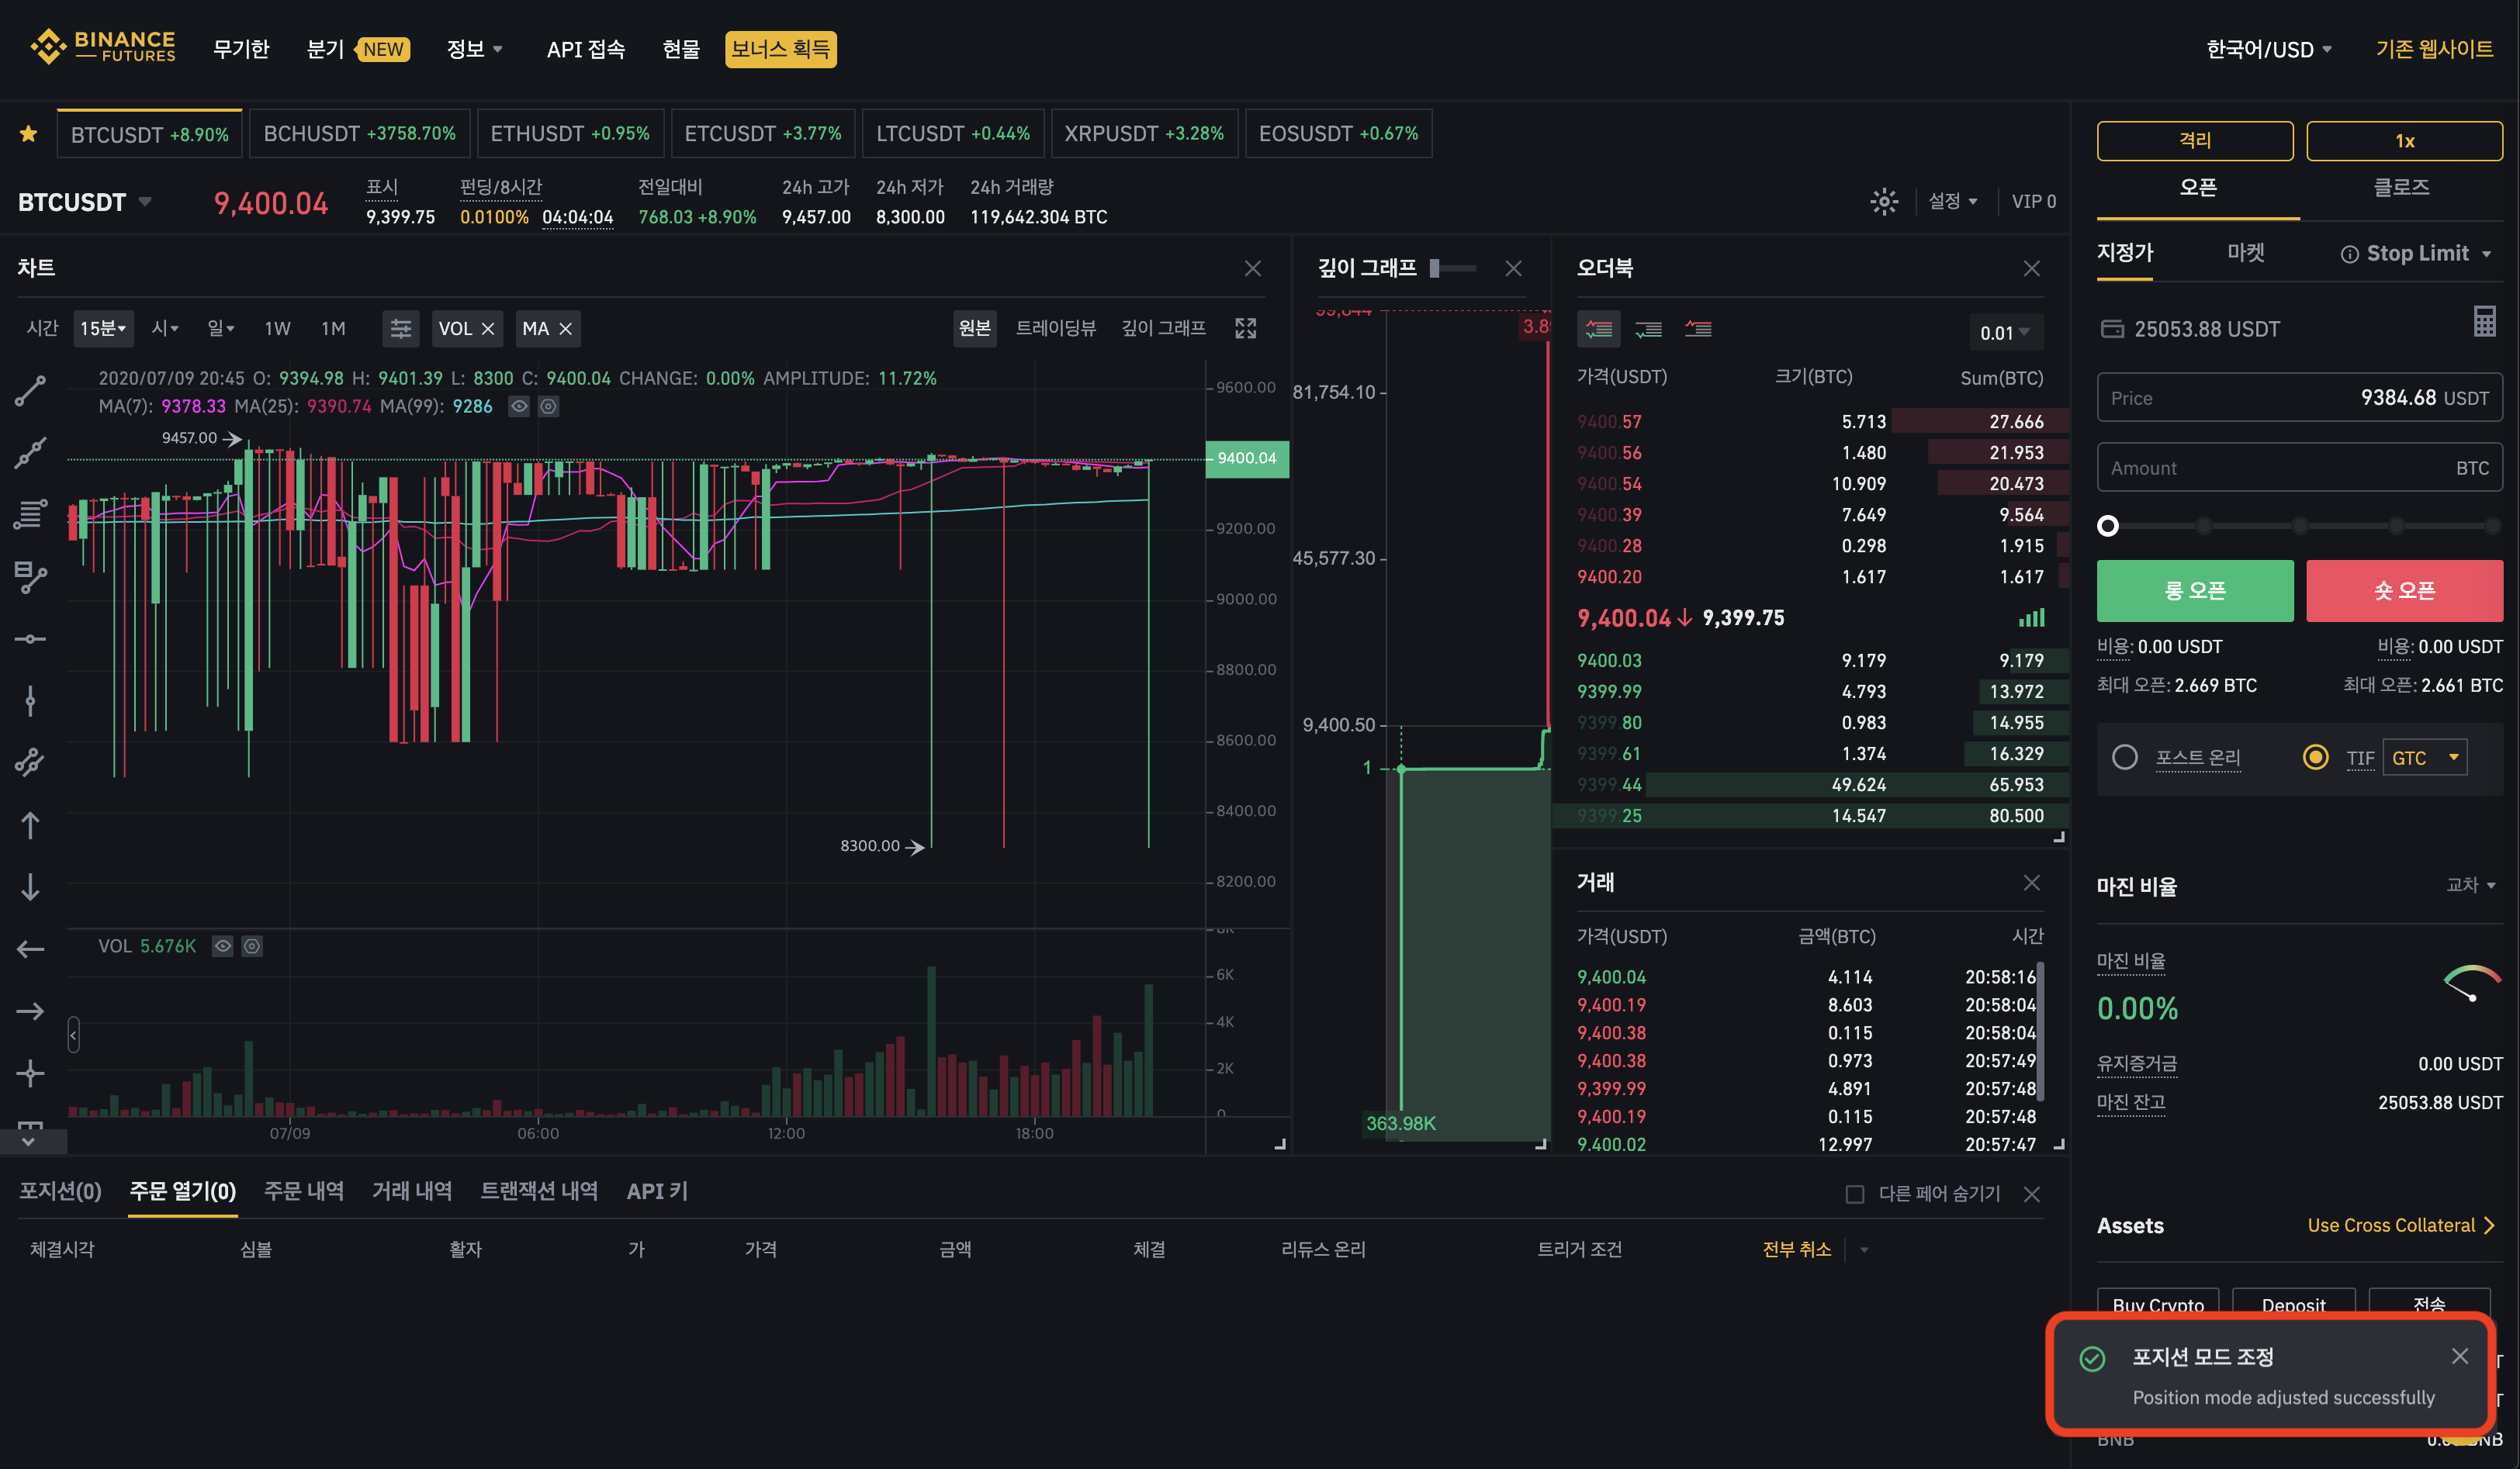 BINANCE
FUTURES
무기한
분기 NEW
정보
API 접속
현물
보너스 획득
한국어/USD
기존 웹사이트
BTCUSDT +8.90%
BCHUSDT +3758.70%
ETHUSDT +0.95%
ETCUSDT +3.77%
LTCUSDT +0.44%
XRPUSDT +3.28%
EOSUSDT +0.67%
BTCUSDT
9,400.04
표시
9,399.75
펀딩/8시간
0.0100% 04:04:04
전일대비
768.03 +8.90%
24h 고가
9,457.00
24h 저가
8,300.00
24h 거래량
119,642.304 BTC
설정
VIP 0
차트
시간 15분 시 일 1W 1M VOL MA
원본 트레이딩뷰 깊이 그래프
2020/07/09 20:45 O: 9394.98 H: 9401.39 L: 8300 C: 9400.04 CHANGE: 0.00% AMPLITUDE: 11.72%
MA(7): 9378.33 MA(25): 9390.74 MA(99): 9286
9457.00
8300.00
9600.00
9400.04
9200.00
9000.00
8800.00
8600.00
8400.00
8200.00
VOL 5.676K
8K
6K
4K
2K
0
07/09 06:00 12:00 18:00
깊이 그래프
3.89
81,754.10
45,577.30
9,400.50
1
363.98K
오더북
0.01
가격(USDT) 크기(BTC) Sum(BTC)
9400.57 5.713 27.666
9400.56 1.480 21.953
9400.54 10.909 20.473
9400.39 7.649 9.564
9400.28 0.298 1.915
9400.20 1.617 1.617
9,400.04 9,399.75
9400.03 9.179 9.179
9399.99 4.793 13.972
9399.80 0.983 14.955
9399.61 1.374 16.329
9399.44 49.624 65.953
9399.25 14.547 80.500
거래
가격(USDT) 금액(BTC) 시간
9,400.04 4.114 20:58:16
9,400.19 8.603 20:58:04
9,400.38 0.115 20:58:04
9,400.38 0.973 20:57:49
9,399.99 4.891 20:57:48
9,400.19 0.115 20:57:48
9,400.02 12.997 20:57:47
격리 1x
오픈 클로즈
지정가 마켓 Stop Limit
25053.88 USDT
Price 9384.68 USDT
Amount BTC
롱 오픈 숏 오픈
비용: 0.00 USDT 비용: 0.00 USDT
최대 오픈: 2.669 BTC 최대 오픈: 2.661 BTC
포스트 온리 TIF GTC
마진 비율 교차
마진 비율
0.00%
유지증거금 0.00 USDT
마진 잔고 25053.88 USDT
Assets Use Cross Collateral
Buy Crypto Deposit 전송
포지션 모드 조정
Position mode adjusted successfully
BNB
포지션(0) 주문 열기(0) 주문 내역 거래 내역 트랜잭션 내역 API 키
다른 페어 숨기기
체결시각 심볼 활자 가 가격 금액 체결 리듀스 온리 트리거 조건 전부 취소